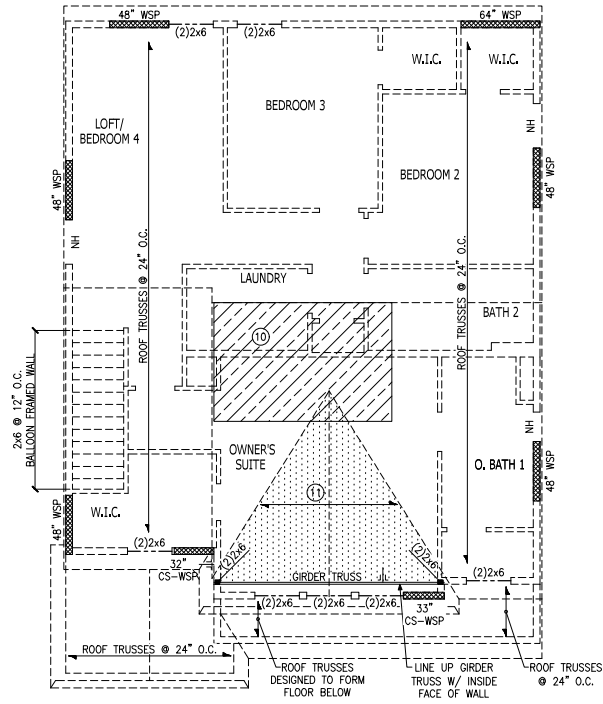 48" WSP
(2)2x6
(2)2x6
64" WSP
W.I.C.
W.I.C.
BEDROOM 3
LOFT/
BEDROOM 4
NH
BEDROOM 2
48" WSP
48" WSP
NH
ROOF TRUSSES @ 24" O.C.
ROOF TRUSSES @ 24" O.C.
LAUNDRY
BATH 2
10
2x6 @ 12" O.C.
BALLOON FRAMED WALL
NH
OWNER'S
SUITE
O. BATH 1
48" WSP
11
W.I.C.
48" WSP
(2)2x6
(2)2x6
(2)2x6
32"
CS-WSP
GIRDER TRUSS
(2)2x6
(2)2x6
(2)2x6
(2)2x6
33"
CS-WSP
ROOF TRUSSES @ 24" O.C.
ROOF TRUSSES
DESIGNED TO FORM
FLOOR BELOW
LINE UP GIRDER
TRUSS W/ INSIDE
FACE OF WALL
ROOF TRUSSES
@ 24" O.C.